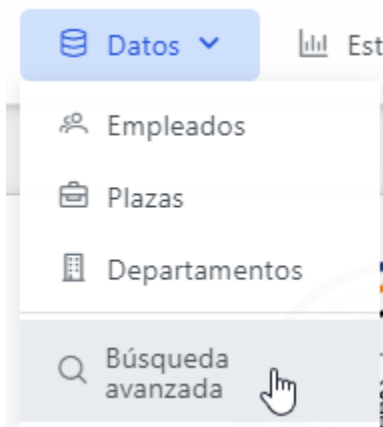 Datos
Est
Empleados
Plazas
Departamentos
Búsqueda
avanzada